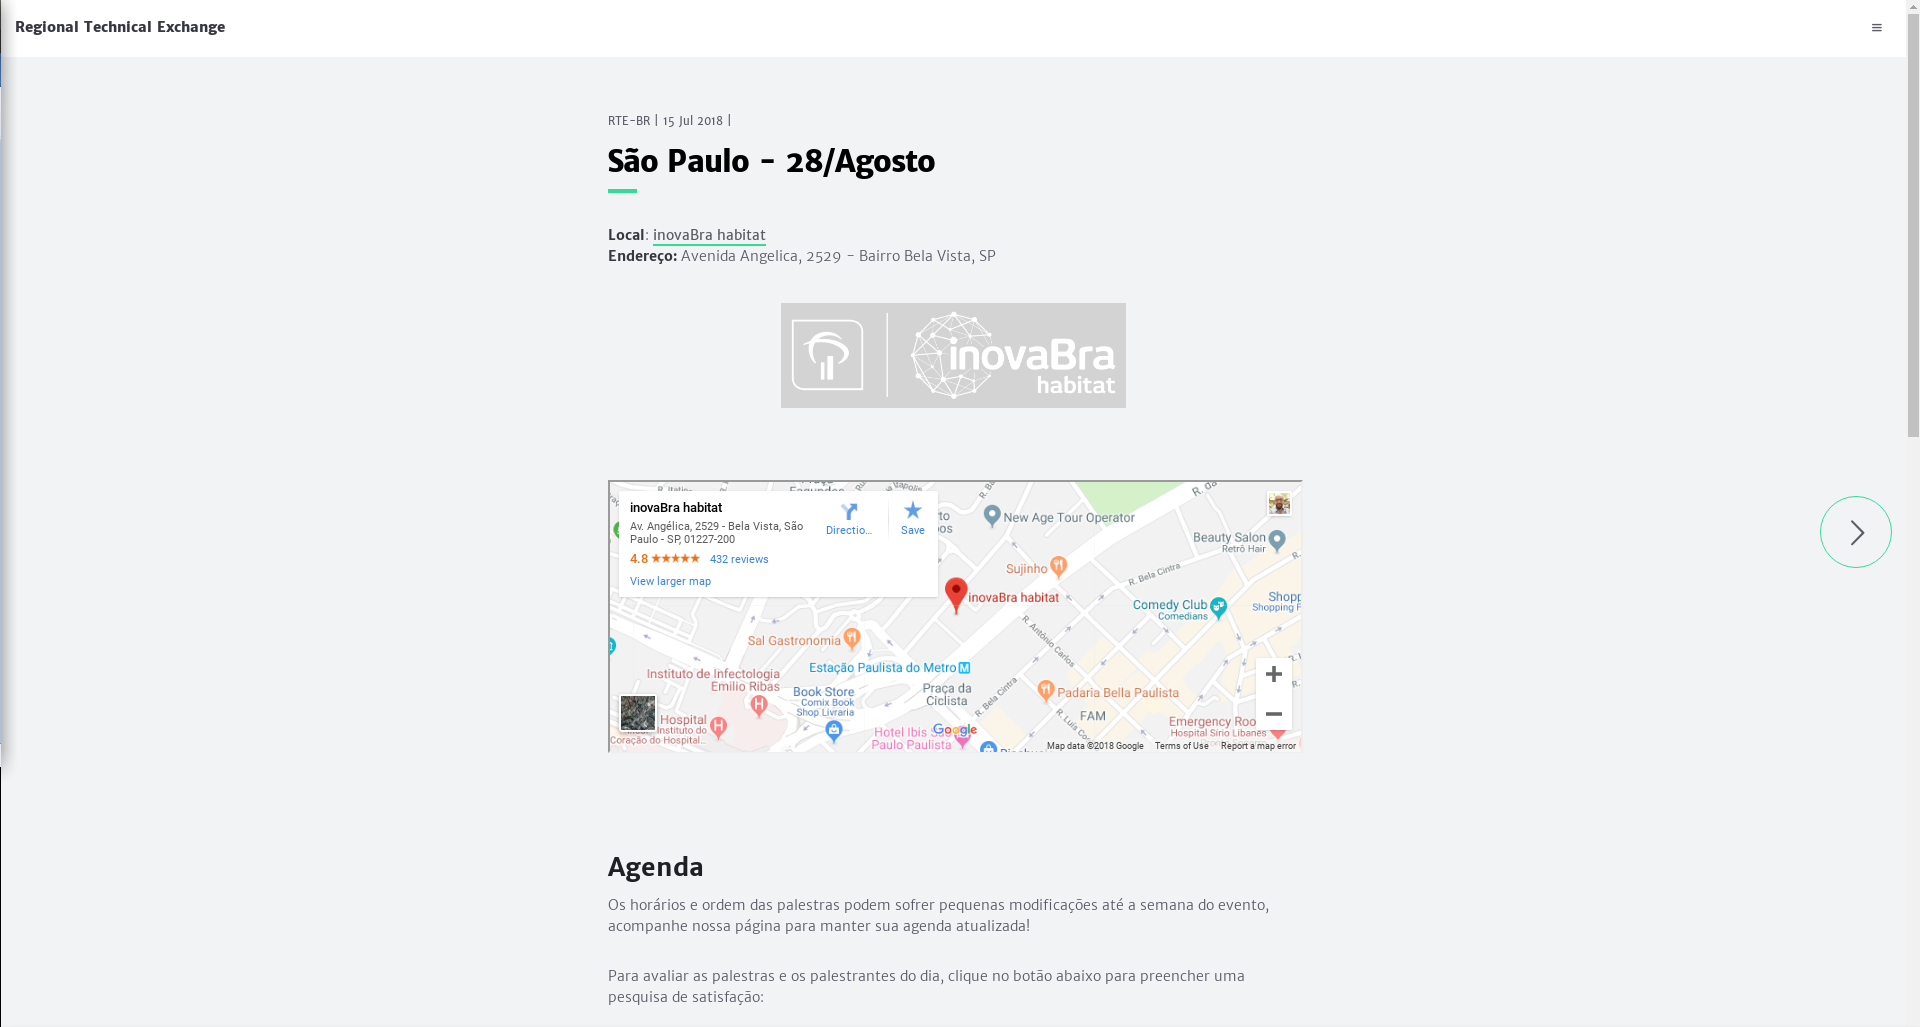 Regional Technical Exchange
RTE-BR | 15 Jul 2018 |
São Paulo - 28/Agosto
Local: inovaBra habitat
Endereço: Avenida Angelica, 2529 - Bairro Bela Vista, SP
inovaBra
habitat
inovaBra habitat
Av. Angélica, 2529 - Bela Vista, São
Paulo - SP, 01227-200
4.8 ★★★★★ 432 reviews
View larger map
Directio...
Save
R. da
New Age Tour Operator
Beauty Salon
Retrô Hair
Sujinho
R. Bela Cintra
inovaBra habitat
Comedy Club
Comedians
Shopping F
Sal Gastronomia
R. Antônio Carlos
Estação Paulista do Metro
Instituto de Infectologia
Emilio Ribas
Book Store
Comix Book
Shop Livraria
Praça da
Ciclista
R. Bela Cintra
Padaria Bella Paulista
FAM
Hospital
Instituto do
Coração do Hospital...
Hotel Ibis
Paulo Paulista
Google
Emergency Roo
Hospital Sírio Libanes
Map data ©2018 Google Terms of Use Report a map error
Agenda
Os horários e ordem das palestras podem sofrer pequenas modificações até a semana do evento,
acompanhe nossa página para manter sua agenda atualizada!
Para avaliar as palestras e os palestrantes do dia, clique no botão abaixo para preencher uma
pesquisa de satisfação: